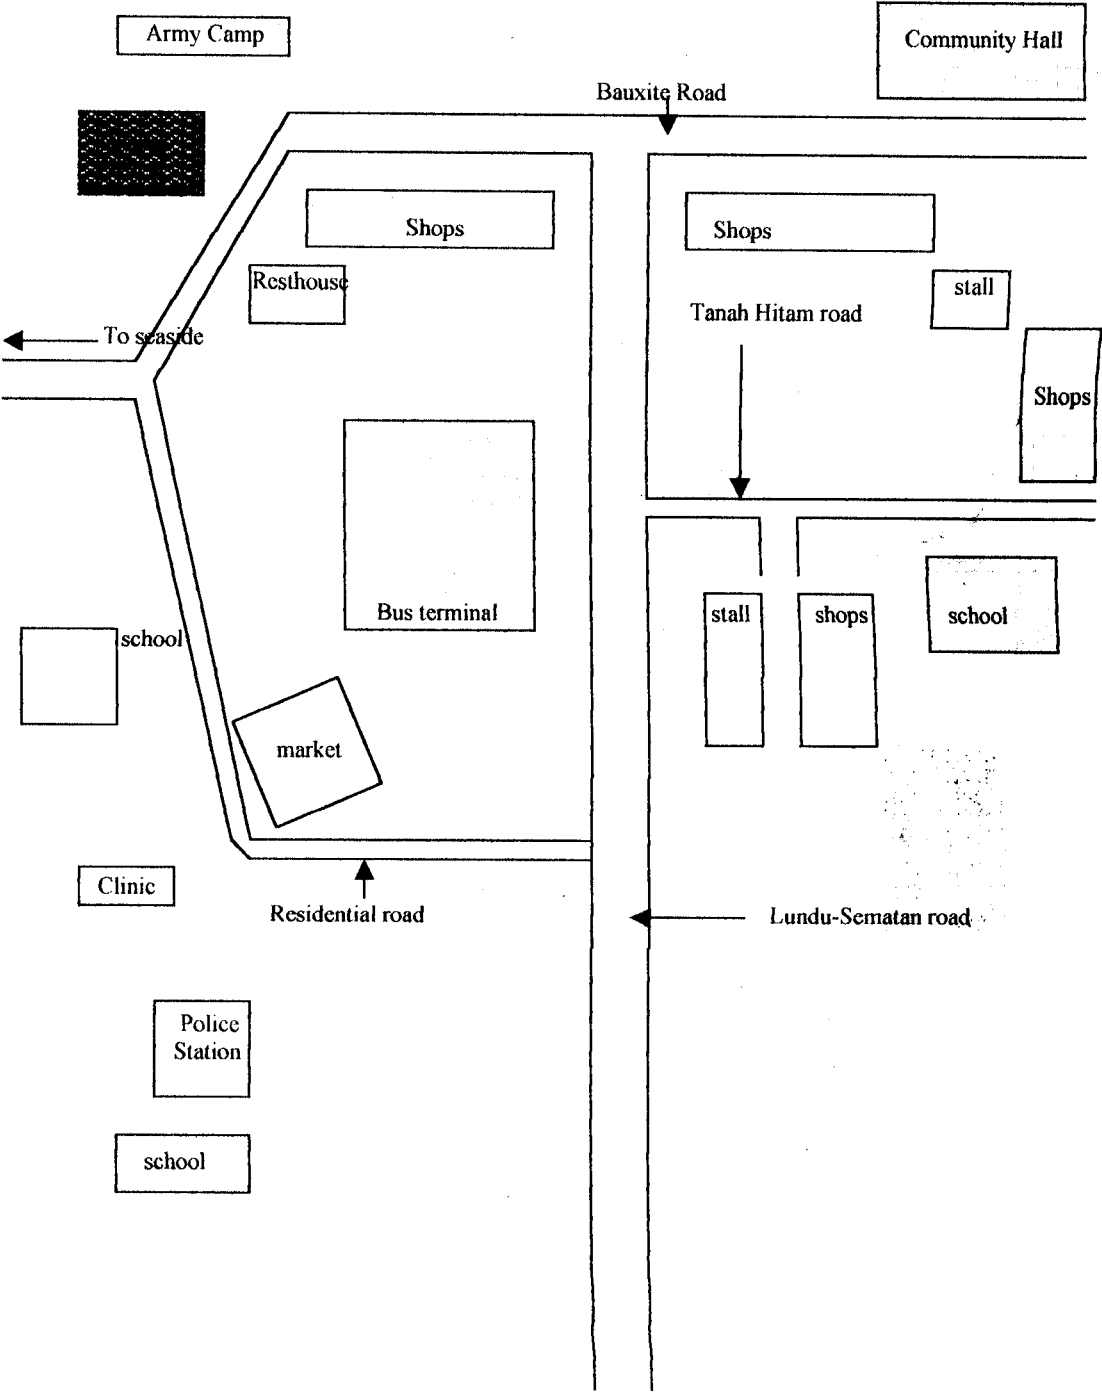 Army Camp
Community Hall
Bauxite Road
Shops
Shops
Resthouse
stall
Tanah Hitam road
To seaside
Shops
Bus terminal
stall
shops
school
school
market
Clinic
Residential road
Lundu-Sematan road
Police
Station
school